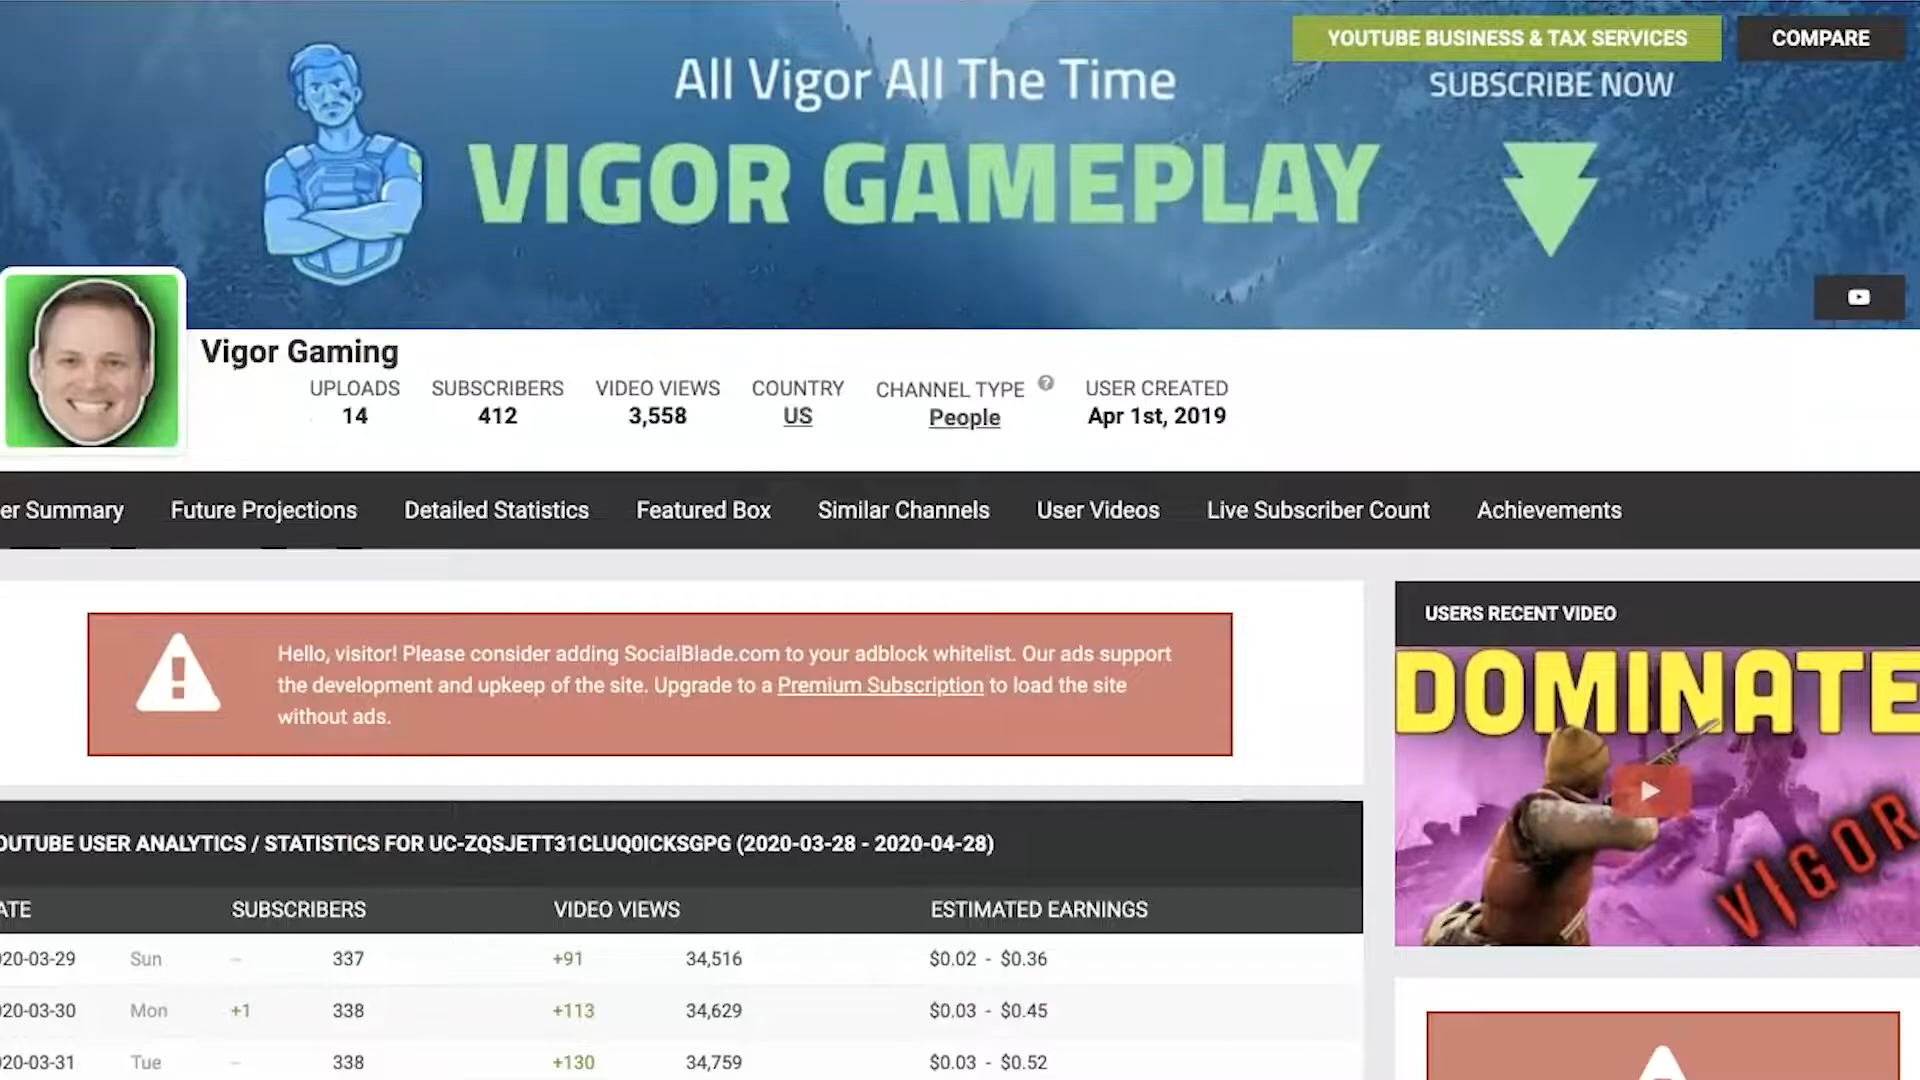 YOUTUBE BUSINESS & TAX SERVICES
COMPARE
All Vigor All The Time
SUBSCRIBE NOW
VIGOR GAMEPLAY
Vigor Gaming
UPLOADS SUBSCRIBERS VIDEO VIEWS COUNTRY CHANNEL TYPE ? USER CREATED
14 412 3,558 US People Apr 1st, 2019
er Summary Future Projections Detailed Statistics Featured Box Similar Channels User Videos Live Subscriber Count Achievements
Hello, visitor! Please consider adding SocialBlade.com to your adblock whitelist. Our ads support
the development and upkeep of the site. Upgrade to a Premium Subscription to load the site
without ads.
USERS RECENT VIDEO
DOMINATE
VIGOR
OUTUBE USER ANALYTICS / STATISTICS FOR UC-ZQSJETT31CLUQ0ICKSGPG (2020-03-28 - 2020-04-28)
ATE SUBSCRIBERS VIDEO VIEWS ESTIMATED EARNINGS
020-03-29 Sun – 337 +91 34,516 $0.02 - $0.36
020-03-30 Mon +1 338 +113 34,629 $0.03 - $0.45
020-03-31 Tue – 338 +130 34,759 $0.03 - $0.52